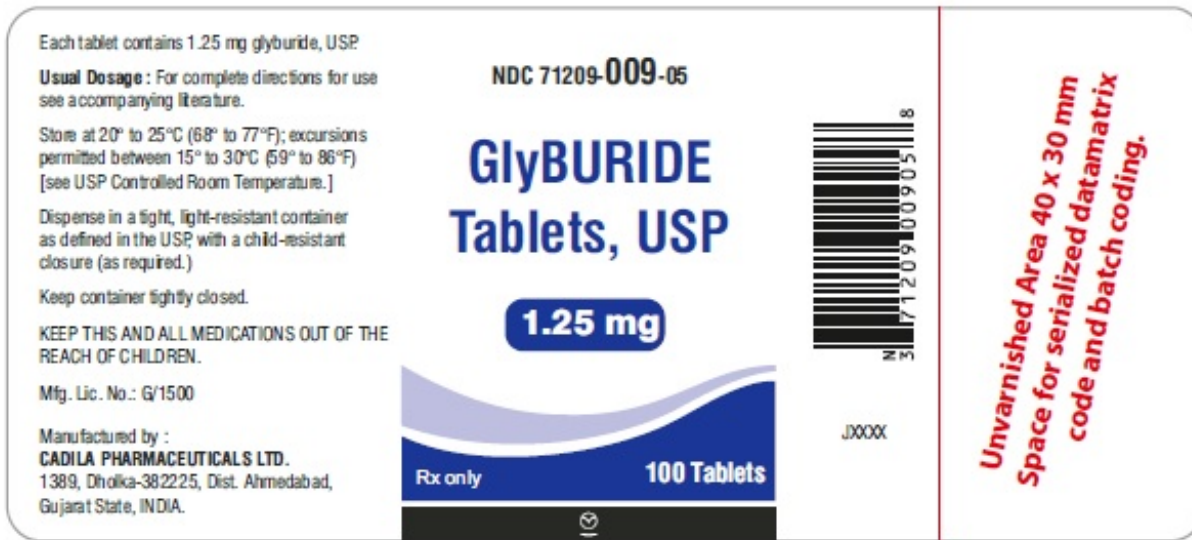 Each tablet contains 1.25 mg glyburide, USP.
Usual Dosage : For complete directions for use
see accompanying literature.
Store at 20° to 25°C (68° to 77°F); excursions
permitted between 15° to 30°C (59° to 86°F)
[see USP Controlled Room Temperature.]
Dispense in a tight, light-resistant container
as defined in the USP, with a child-resistant
closure (as required.)
Keep container tightly closed.
KEEP THIS AND ALL MEDICATIONS OUT OF THE
REACH OF CHILDREN.
Mfg. Lic. No.: G/1500
Manufactured by :
CADILA PHARMACEUTICALS LTD.
1389, Dholka-382225, Dist. Ahmedabad,
Gujarat State, INDIA.
NDC 71209-009-05
GlyBURIDE
Tablets, USP
1.25 mg
Rx only
100 Tablets
N
3 71209 00905 8
JXXXX
Unvarnished Area 40 x 30 mm
Space for serialized datamatrix
code and batch coding.